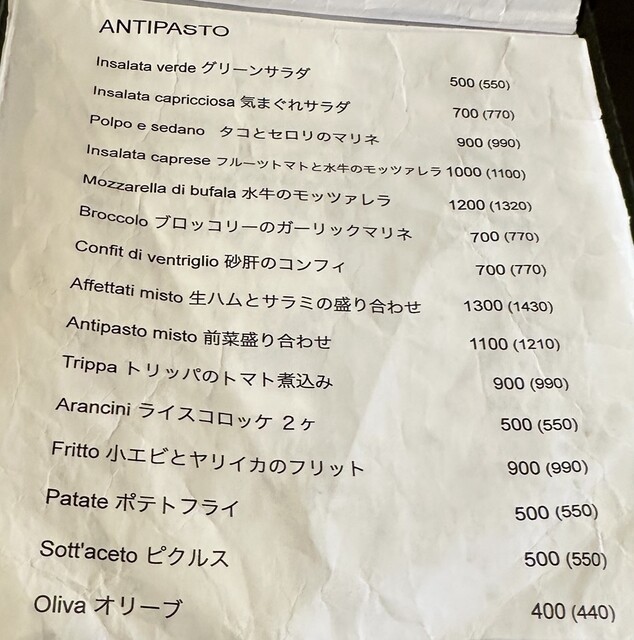 ANTIPASTO
Insalata verde グリーンサラダ 500 (550)
Insalata capricciosa 気まぐれサラダ 700 (770)
Polpo e sedano タコとセロリのマリネ 900 (990)
Insalata caprese フルーツトマトと水牛のモッツァレラ 1000 (1100)
Mozzarella di bufala 水牛のモッツァレラ 1200 (1320)
Broccolo ブロッコリーのガーリックマリネ 700 (770)
Confit di ventriglio 砂肝のコンフィ 700 (770)
Affettati misto 生ハムとサラミの盛り合わせ 1300 (1430)
Antipasto misto 前菜盛り合わせ 1100 (1210)
Trippa トリッパのトマト煮込み 900 (990)
Arancini ライスコロッケ 2ヶ 500 (550)
Fritto 小エビとヤリイカのフリット 900 (990)
Patate ポテトフライ 500 (550)
Sott'aceto ピクルス 500 (550)
Oliva オリーブ 400 (440)